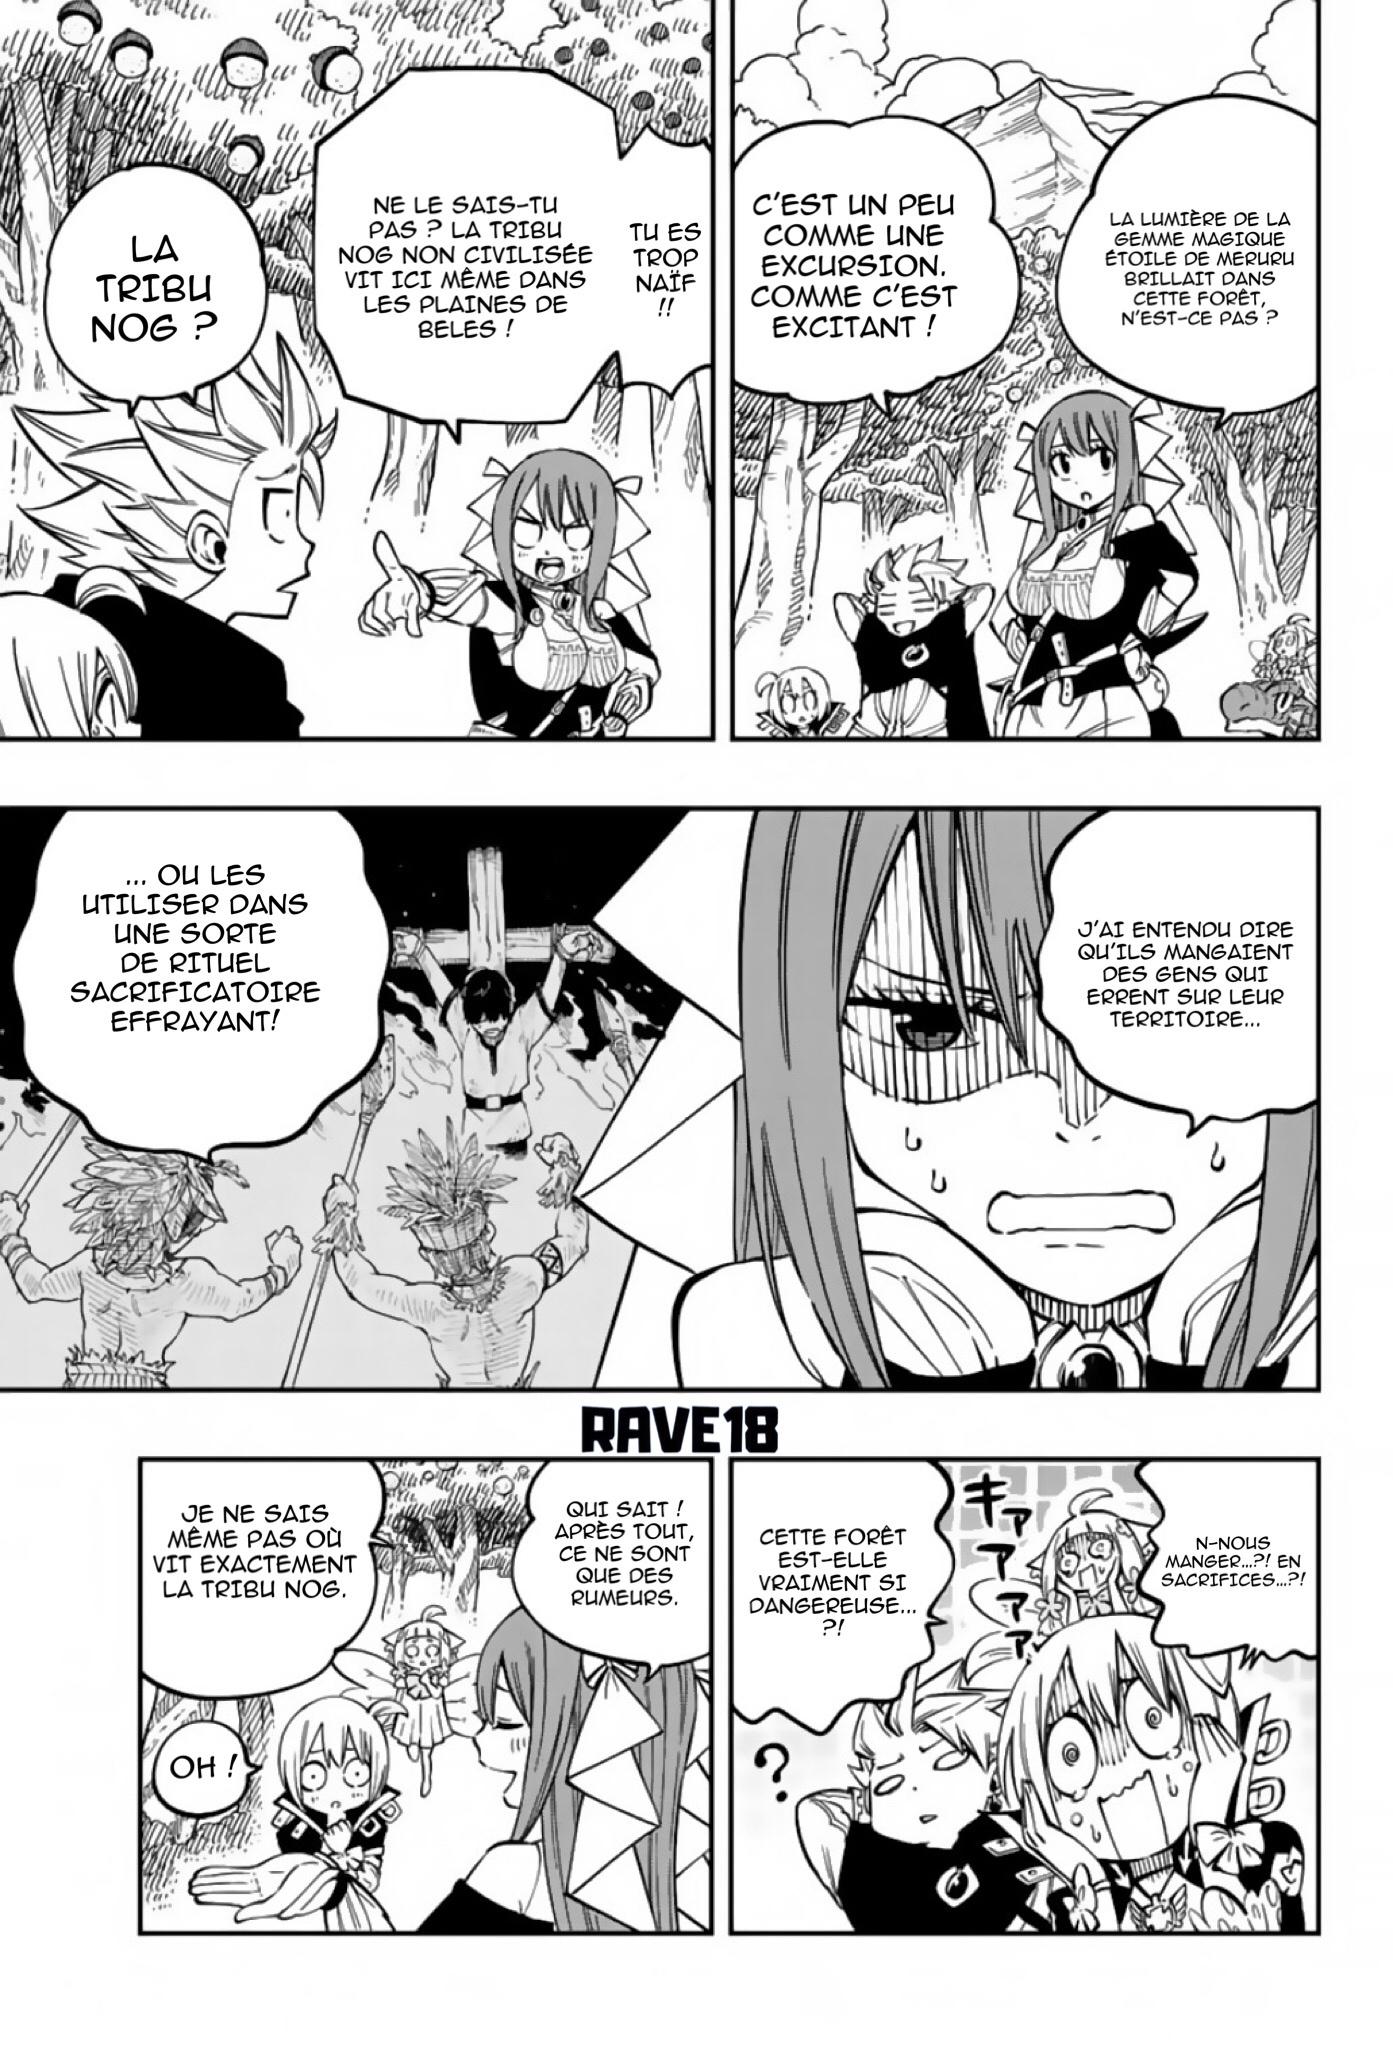 LA LUMIÈRE DE LA
GEMME MAGIQUE
ÉTOILE DE MERURU
BRILLAIT DANS
CETTE FORÊT,
N'EST-CE PAS ?
C'EST UN PEU
COMME UNE
EXCURSION.
COMME C'EST
EXCITANT !
TU ES
TROP
NAÏF
!!
NE LE SAIS-TU
PAS ? LA TRIBU
NOG NON CIVILISÉE
VIT ICI MÊME DANS
LES PLAINES DE
BELES !
LA
TRIBU
NOG ?
J'AI ENTENDU DIRE
QU'ILS MANGAIENT
DES GENS QUI
ERRENT SUR LEUR
TERRITOIRE...
... OU LES
UTILISER DANS
UNE SORTE
DE RITUEL
SACRIFICATOIRE
EFFRAYANT!
RAVE18
N-NOUS
MANGER...?! EN
SACRIFICES...?!
キァァァァ
CETTE FORÊT
EST-ELLE
VRAIMENT SI
DANGEREUSE...
?!
?
QUI SAIT !
APRÈS TOUT,
CE NE SONT
QUE DES
RUMEURS.
JE NE SAIS
MÊME PAS OÙ
VIT EXACTEMENT
LA TRIBU NOG.
OH !